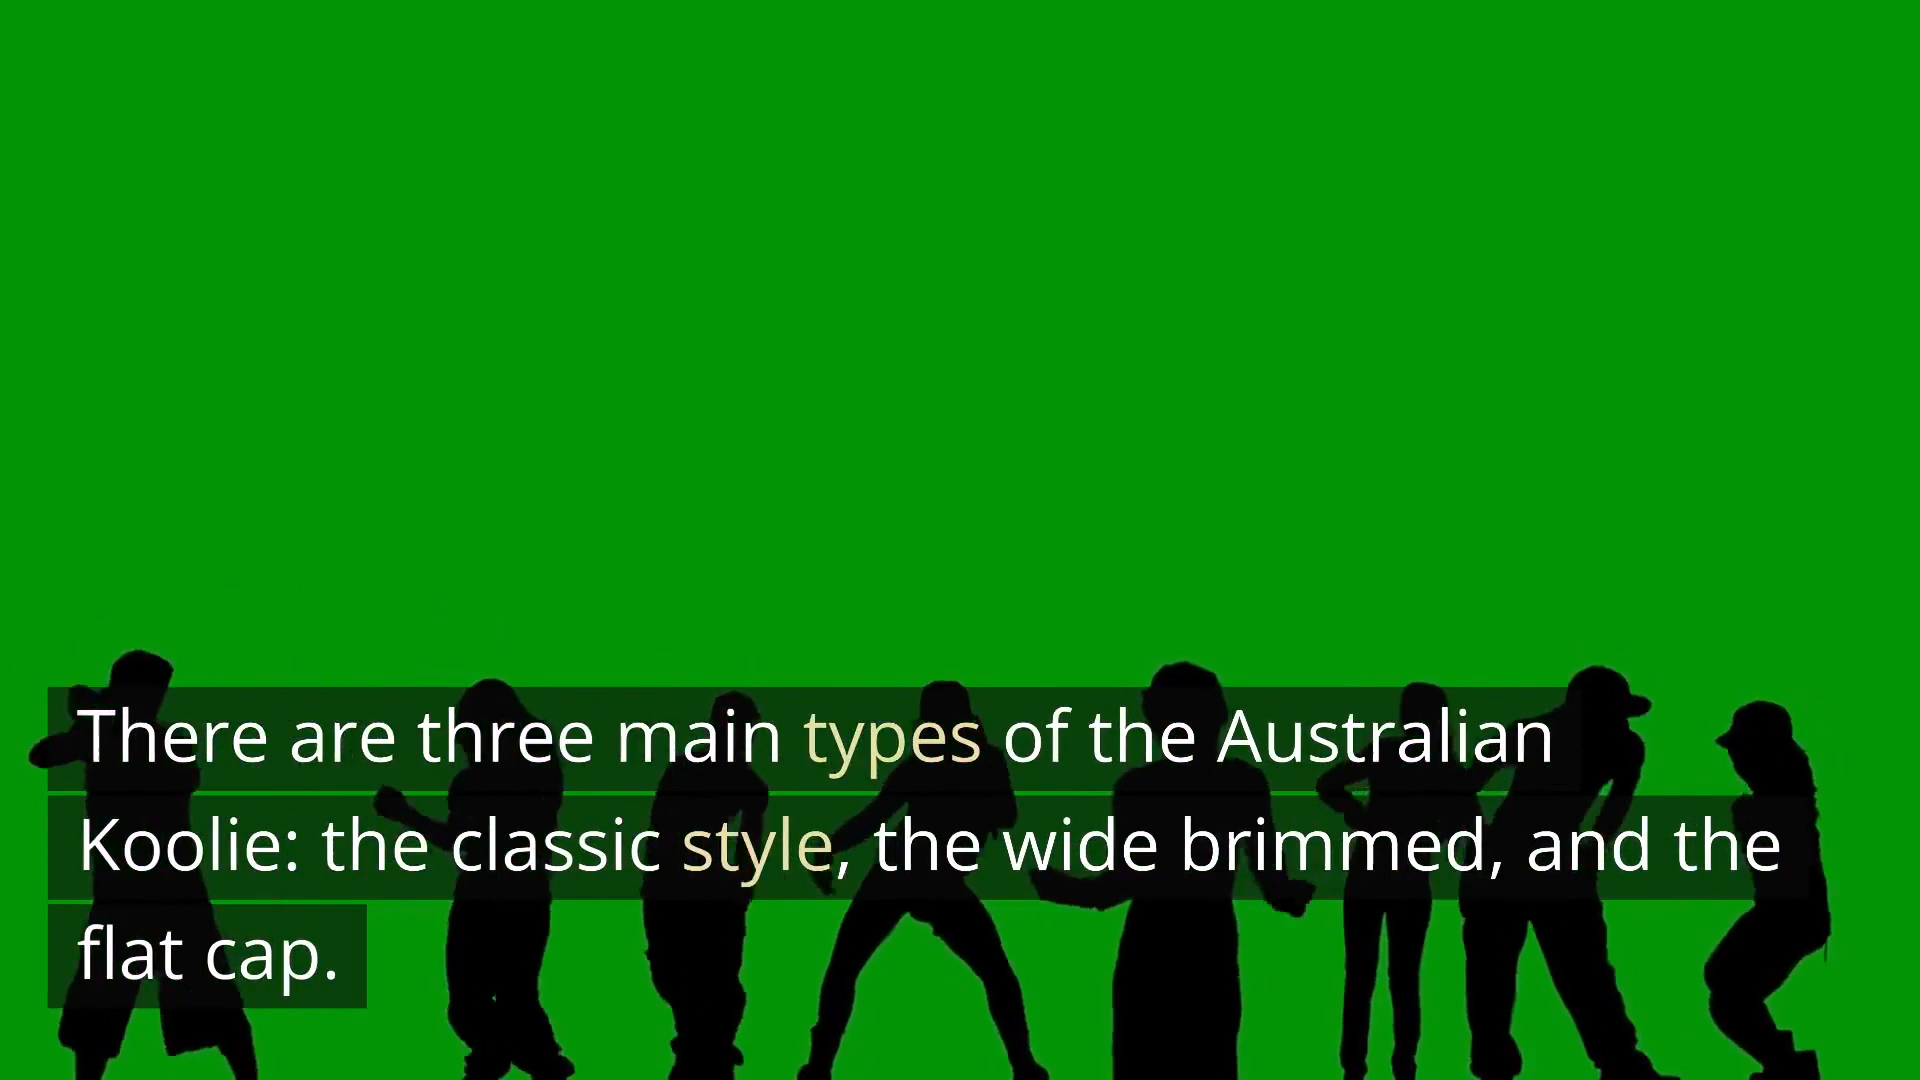 There are three main types of the Australian
Koolie: the classic style, the wide brimmed, and the
flat cap.